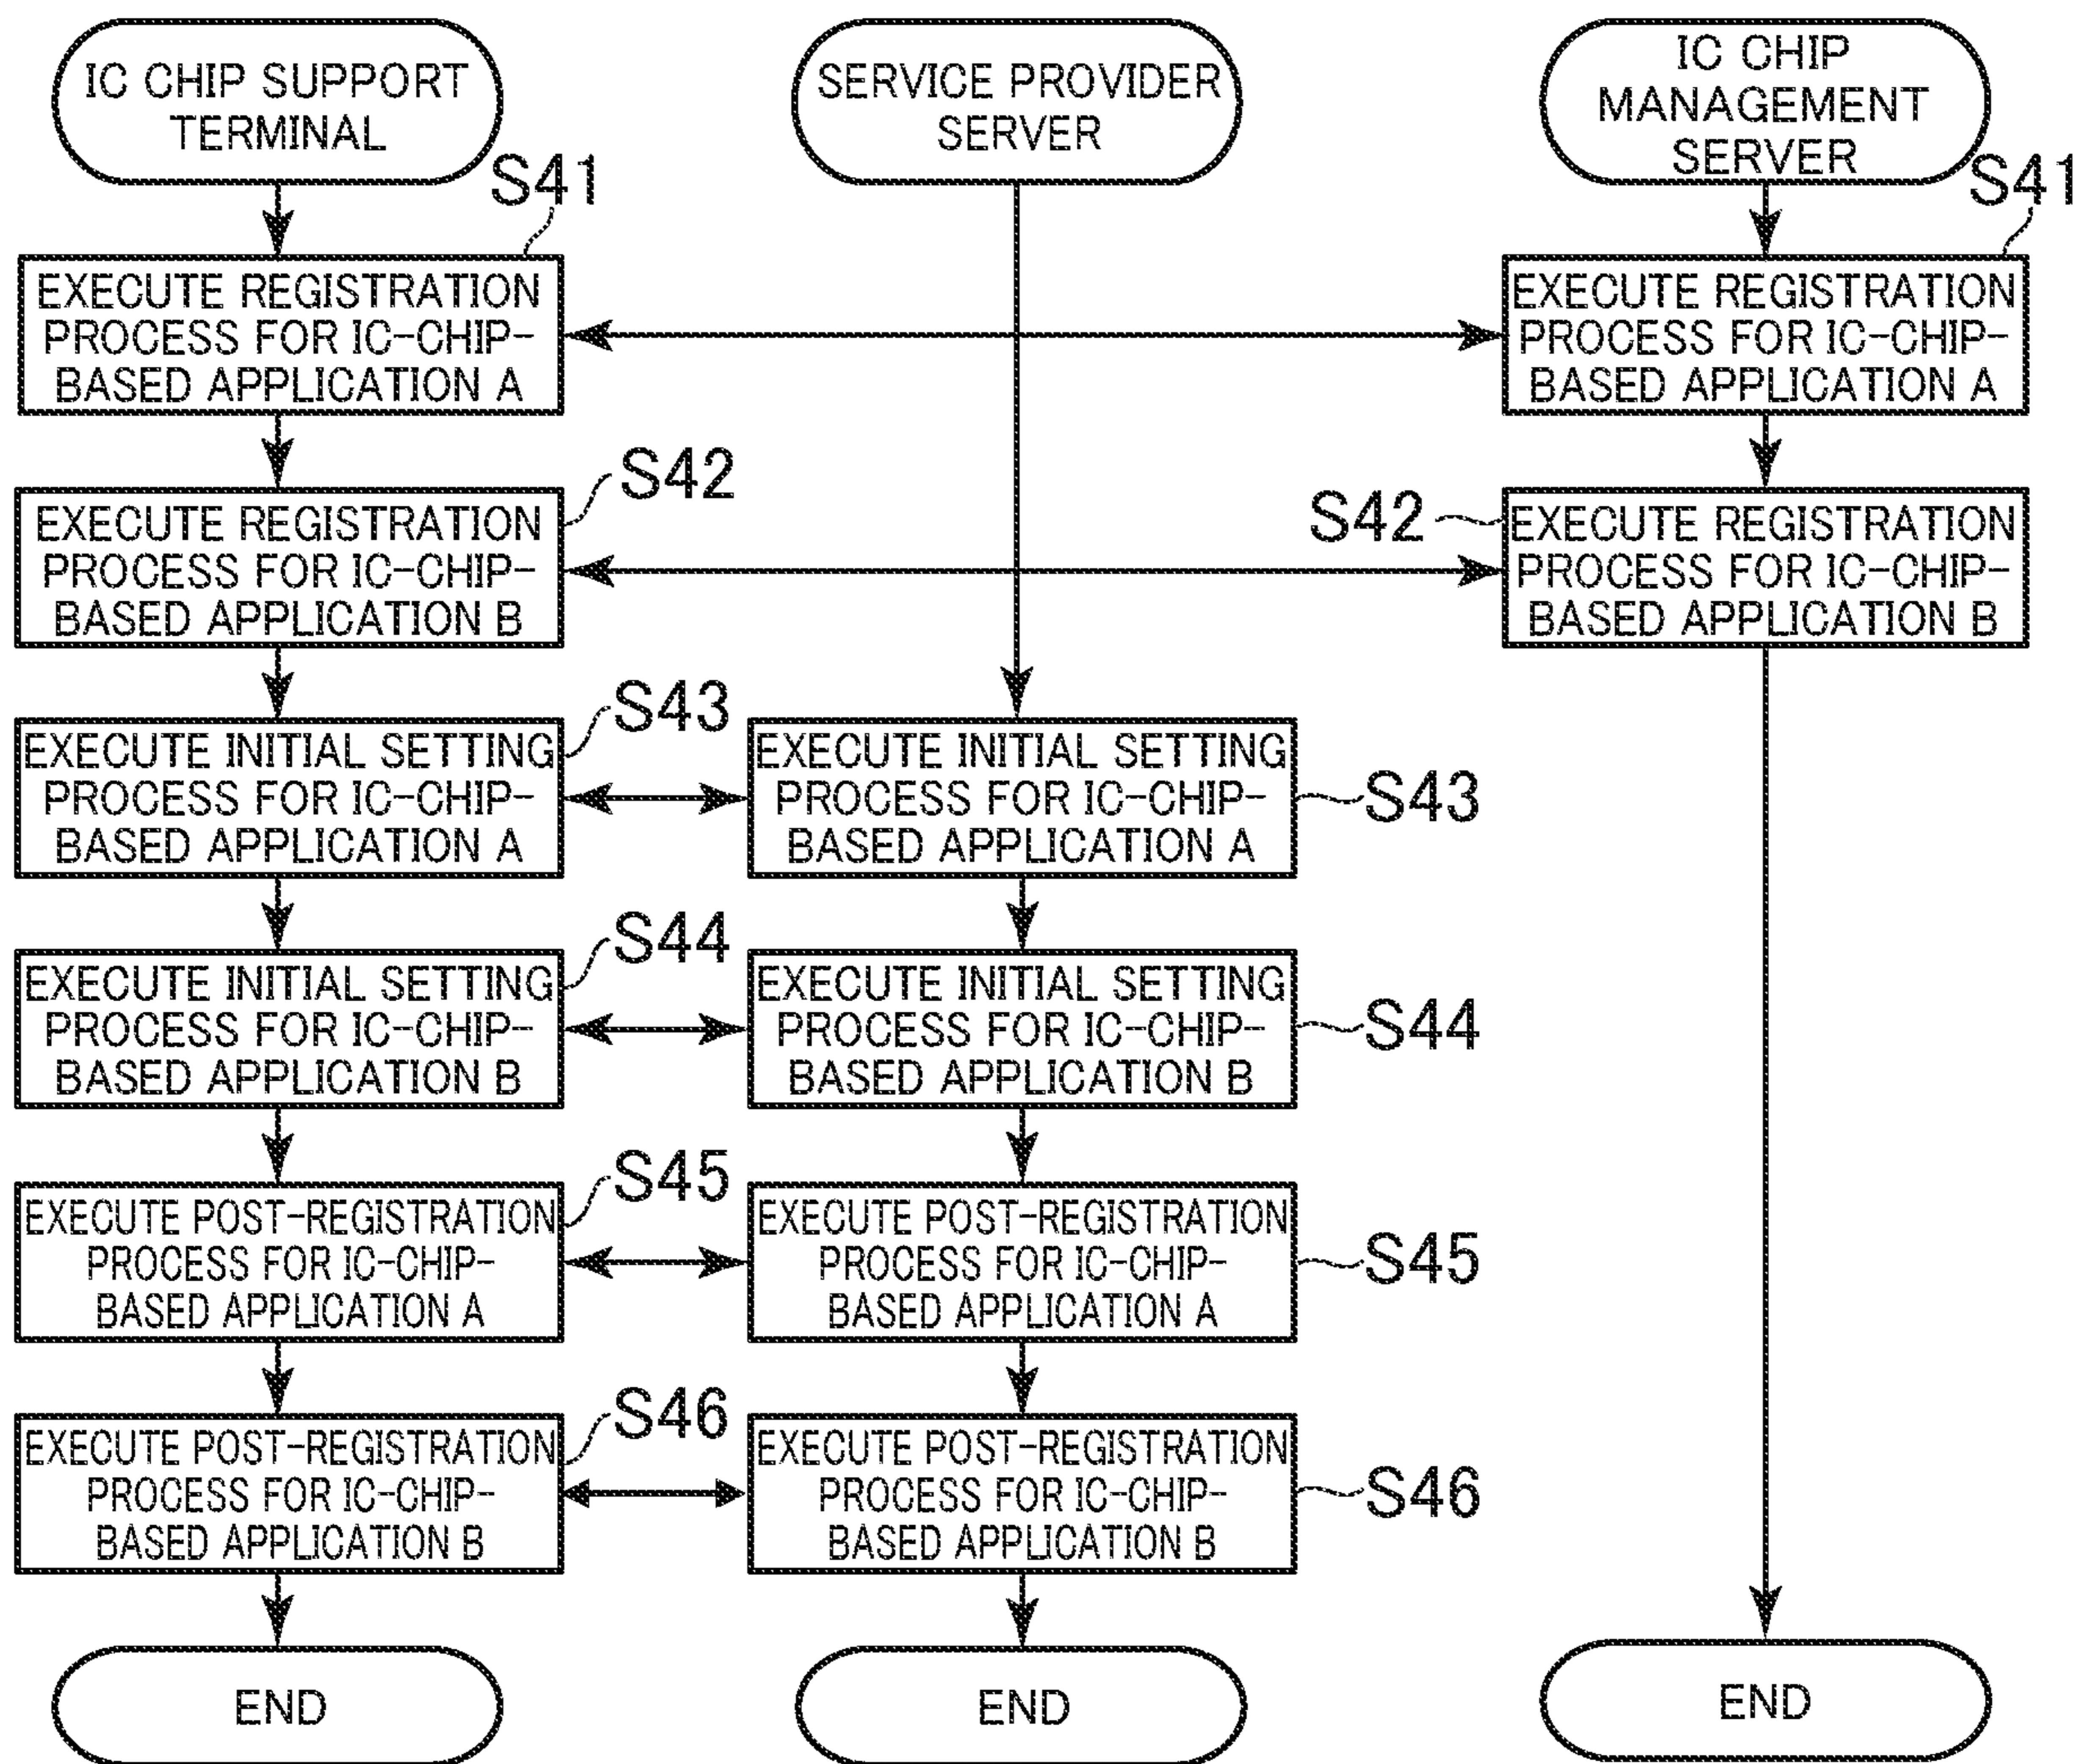 IC CHIP SUPPORT
TERMINAL
SERVICE PROVIDER
SERVER
IC CHIP
MANAGEMENT
SERVER
S41
S41
EXECUTE REGISTRATION
PROCESS FOR IC-CHIP-
BASED APPLICATION A
EXECUTE REGISTRATION
PROCESS FOR IC-CHIP-
BASED APPLICATION A
S42
S42
EXECUTE REGISTRATION
PROCESS FOR IC-CHIP-
BASED APPLICATION B
EXECUTE REGISTRATION
PROCESS FOR IC-CHIP-
BASED APPLICATION B
S43
EXECUTE INITIAL SETTING
PROCESS FOR IC-CHIP-
BASED APPLICATION A
EXECUTE INITIAL SETTING
PROCESS FOR IC-CHIP-
BASED APPLICATION A
S43
S44
EXECUTE INITIAL SETTING
PROCESS FOR IC-CHIP-
BASED APPLICATION B
EXECUTE INITIAL SETTING
PROCESS FOR IC-CHIP-
BASED APPLICATION B
S44
S45
EXECUTE POST-REGISTRATION
PROCESS FOR IC-CHIP-
BASED APPLICATION A
EXECUTE POST-REGISTRATION
PROCESS FOR IC-CHIP-
BASED APPLICATION A
S45
S46
EXECUTE POST-REGISTRATION
PROCESS FOR IC-CHIP-
BASED APPLICATION B
EXECUTE POST-REGISTRATION
PROCESS FOR IC-CHIP-
BASED APPLICATION B
S46
END
END
END